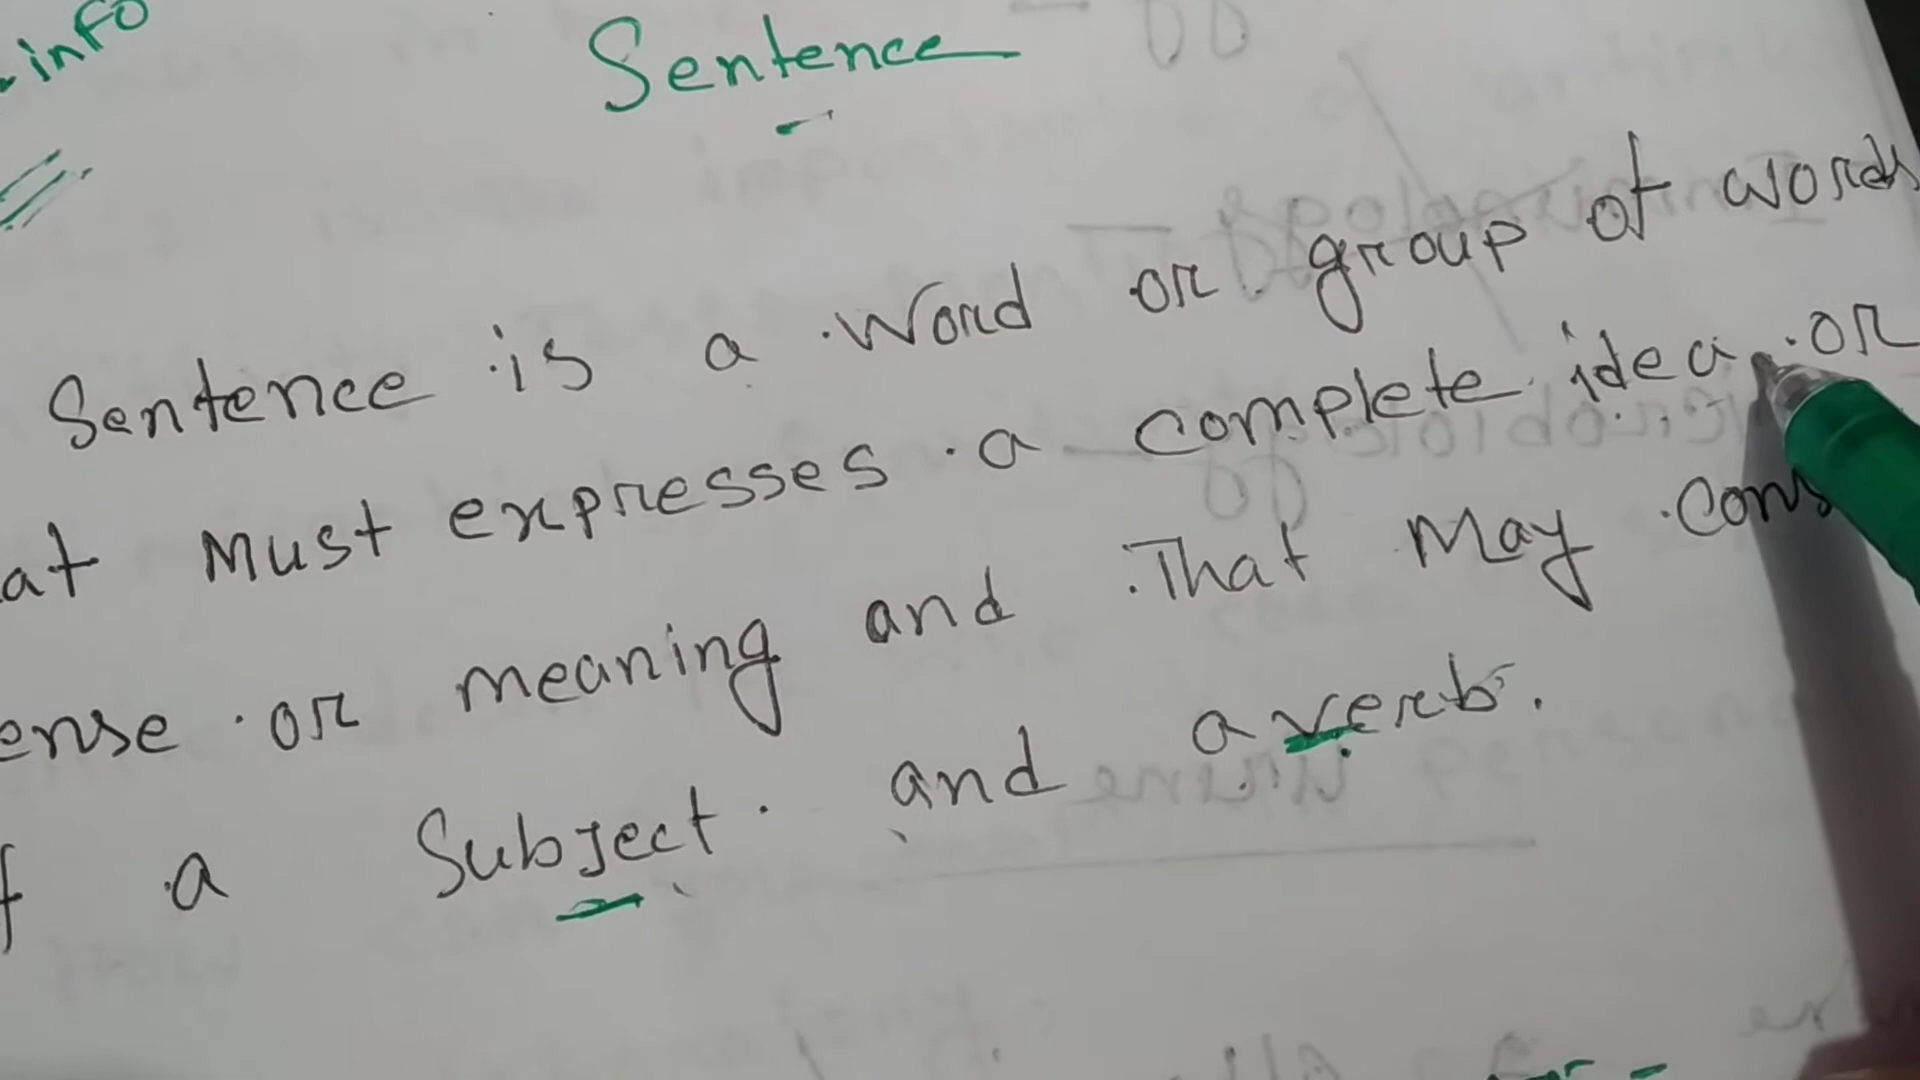 info
Sentence
Sentence is a word or group of words
at Must expresses a complete idea or
ense or meaning and That May cons
f a Subject and a verb.